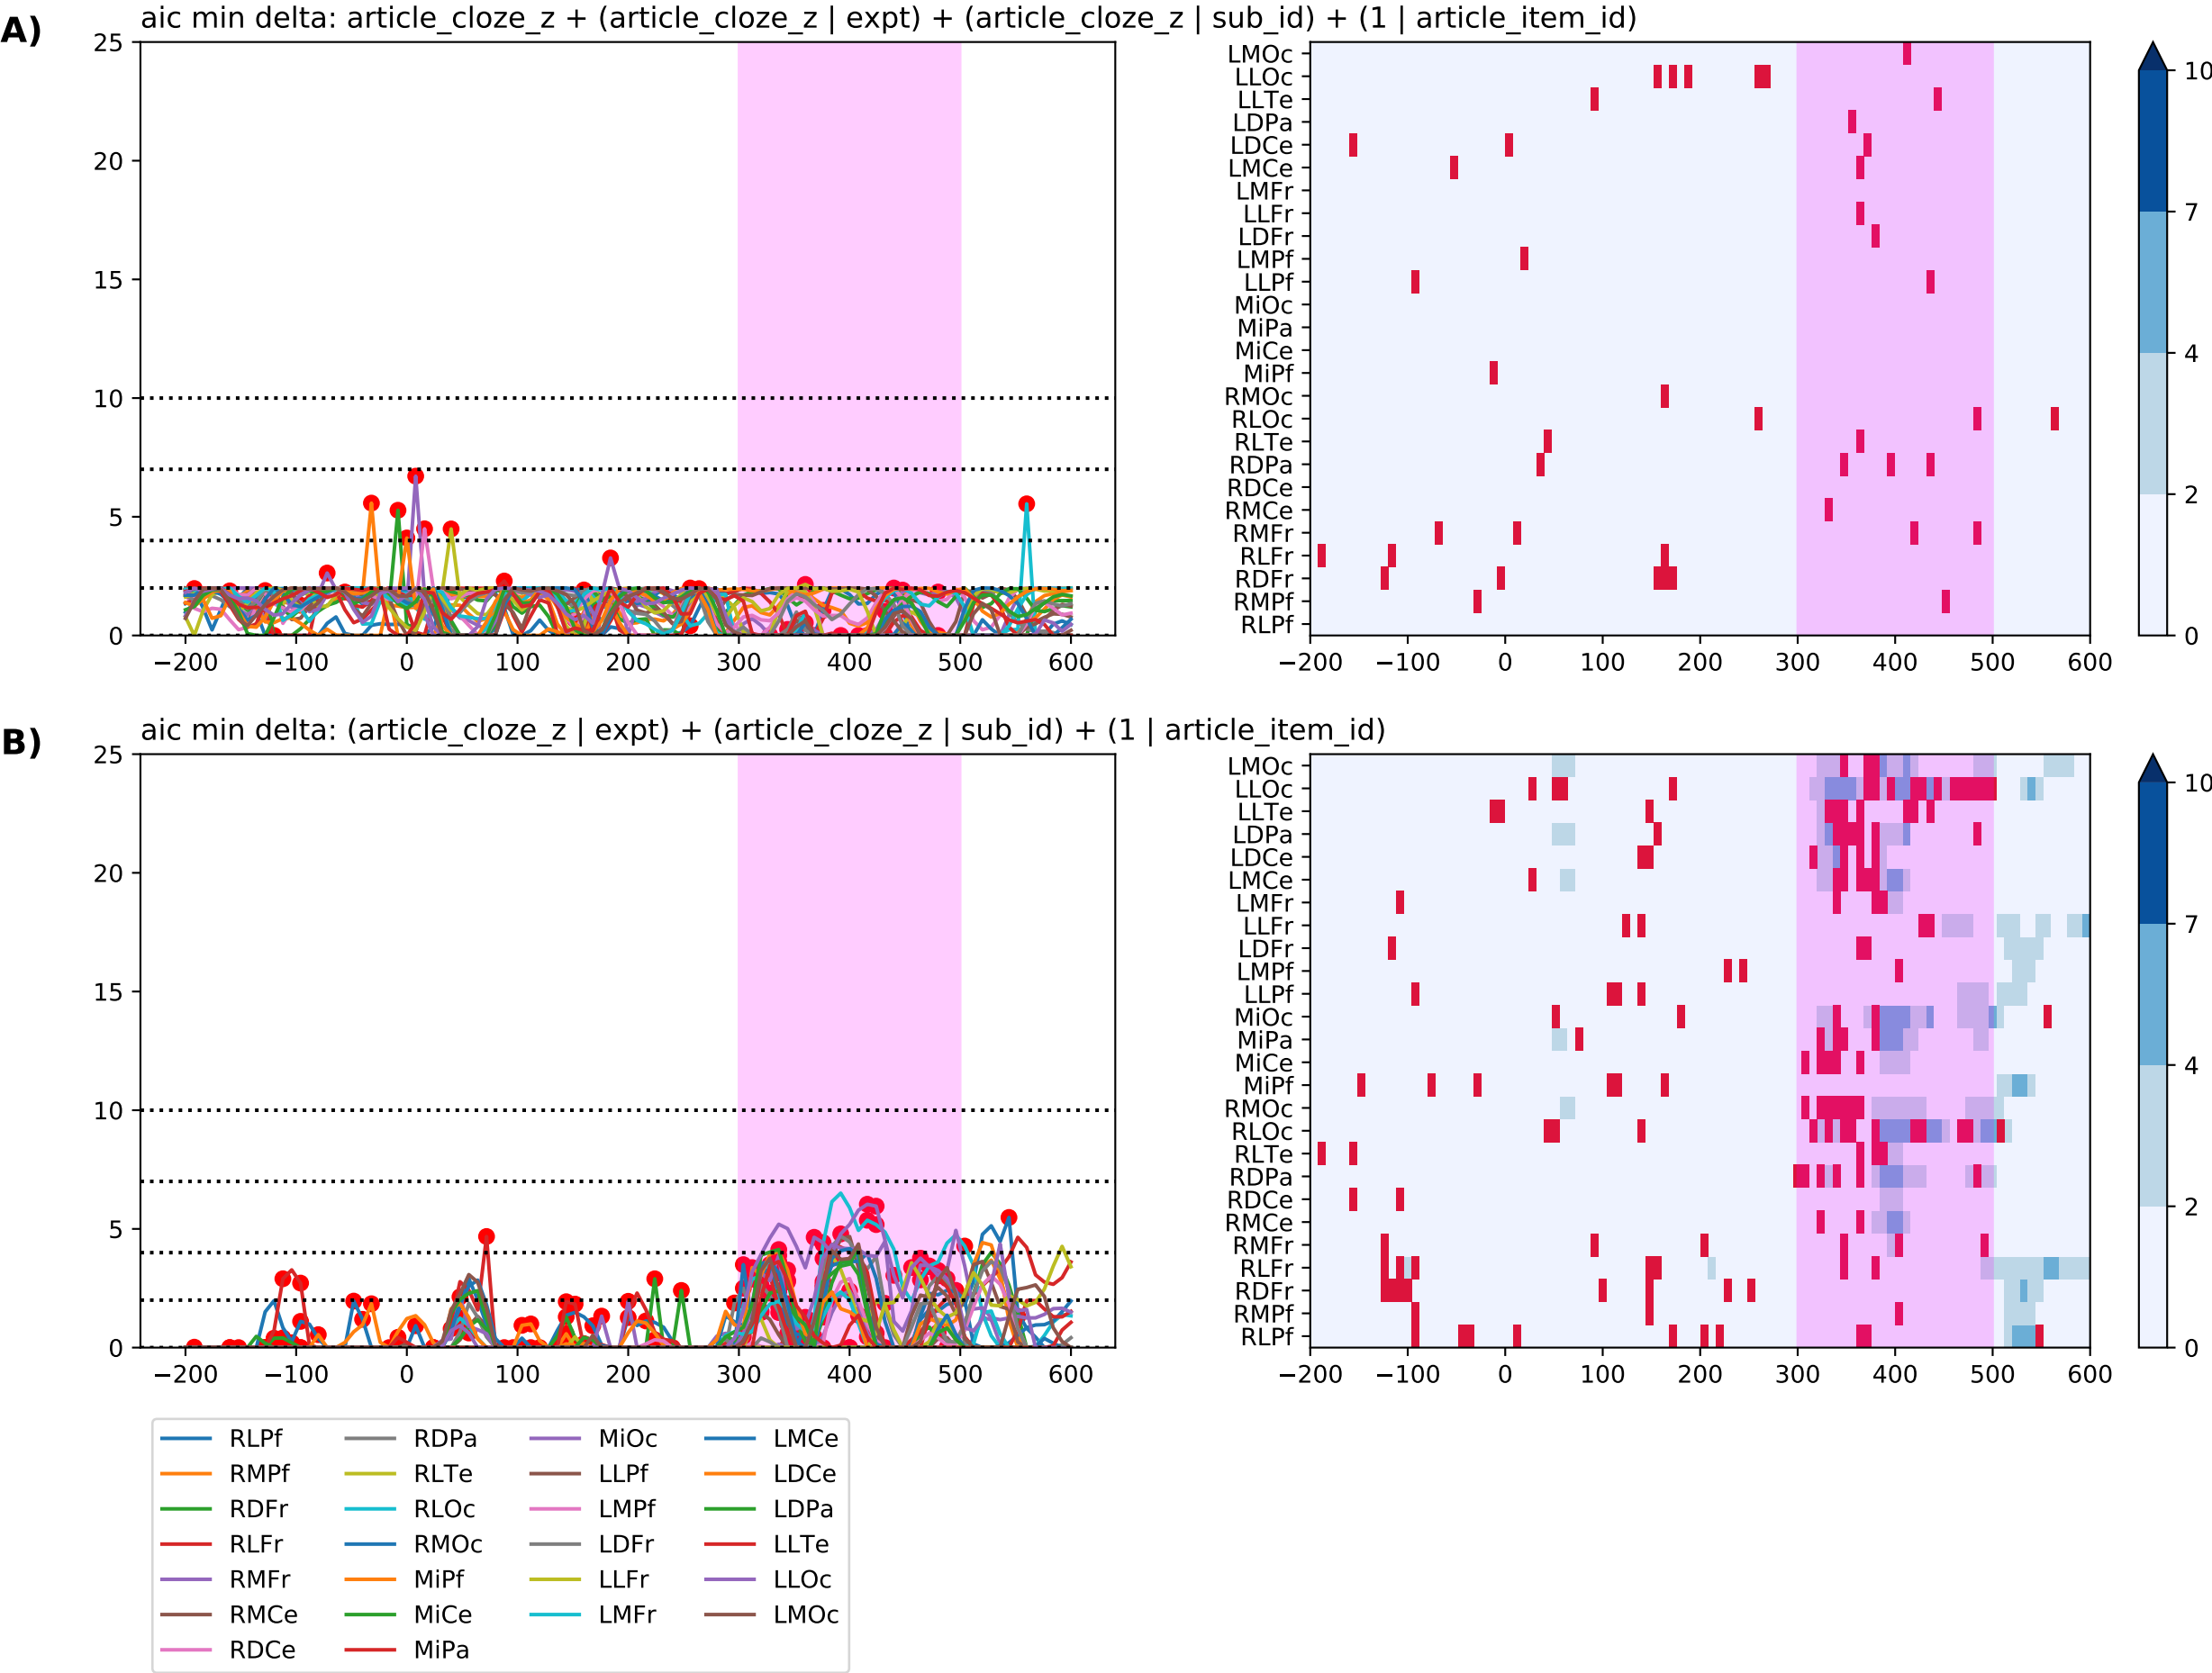 A)
aic min delta: article_cloze_z + (article_cloze_z | expt) + (article_cloze_z | sub_id) + (1 | article_item_id)
25
20
15
10
5
0
−200 −100 0 100 200 300 400 500 600
LMOc
LLOc
LLTe
LDPa
LDCe
LMCe
LMFr
LLFr
LDFr
LMPf
LLPf
MiOc
MiPa
MiCe
MiPf
RMOc
RLOc
RLTe
RDPa
RDCe
RMCe
RMFr
RLFr
RDFr
RMPf
RLPf
−200 −100 0 100 200 300 400 500 600
10
7
4
2
0
B)
aic min delta: (article_cloze_z | expt) + (article_cloze_z | sub_id) + (1 | article_item_id)
25
20
15
10
5
0
−200 −100 0 100 200 300 400 500 600
LMOc
LLOc
LLTe
LDPa
LDCe
LMCe
LMFr
LLFr
LDFr
LMPf
LLPf
MiOc
MiPa
MiCe
MiPf
RMOc
RLOc
RLTe
RDPa
RDCe
RMCe
RMFr
RLFr
RDFr
RMPf
RLPf
−200 −100 0 100 200 300 400 500 600
10
7
4
2
0
RLPf RDPa MiOc LMCe
RMPf RLTe LLPf LDCe
RDFr RLOc LMPf LDPa
RLFr RMOc LDFr LLTe
RMFr MiPf LLFr LLOc
RMCe MiCe LMFr LMOc
RDCe MiPa